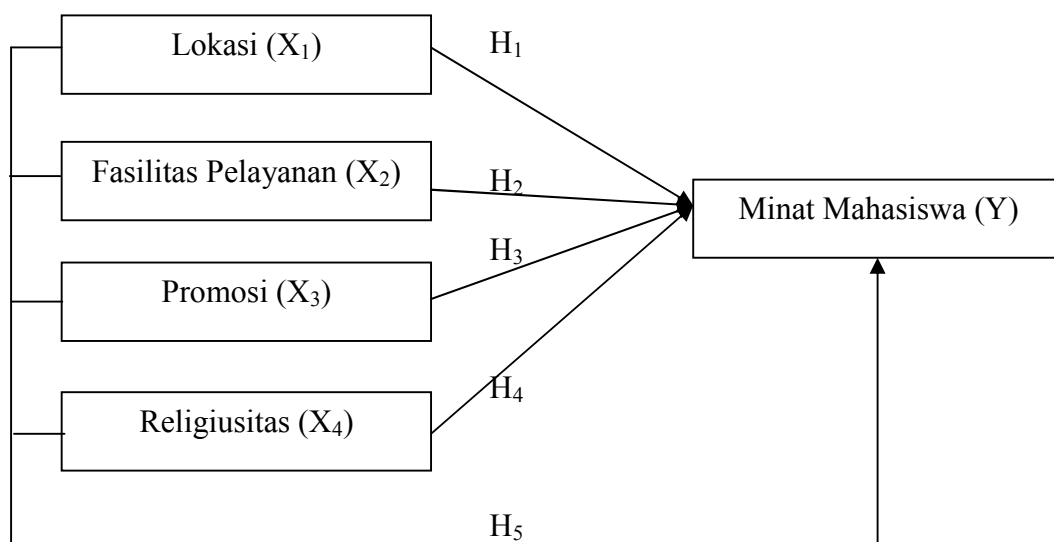 Lokasi (X₁)
H₁
Fasilitas Pelayanan (X₂)
H₂
Minat Mahasiswa (Y)
H₃
Promosi (X₃)
H₄
Religiusitas (X₄)
H₅